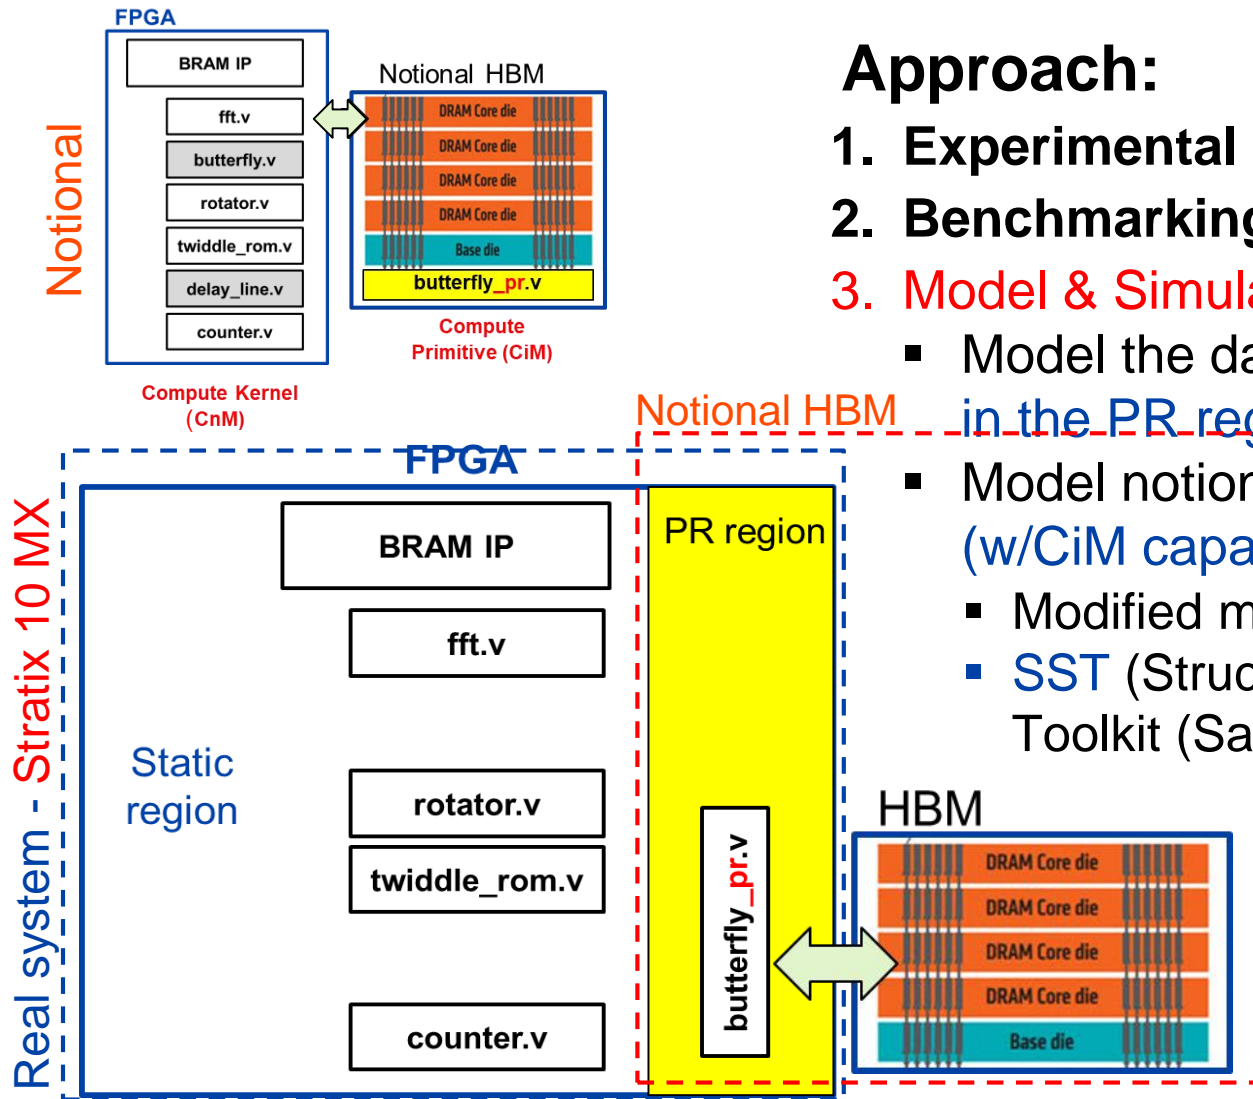 FPGA
BRAM IP
fft.v
butterfly.v
rotator.v
twiddle_rom.v
delay_line.v
counter.v
Compute Kernel
(CnM)
Notional
Notional HBM
DRAM Core die
DRAM Core die
DRAM Core die
DRAM Core die
Base die
butterfly_pr.v
Compute
Primitive (CiM)
Approach:
1. Experimental
2. Benchmarking
3. Model & Simula
▪ Model the da
in the PR reg
▪ Model notion
(w/CiM capa
▪ Modified m
▪ SST (Struc
Toolkit (Sa
Notional HBM
FPGA
Real system - Stratix 10 MX
BRAM IP
PR region
fft.v
Static
region
rotator.v
twiddle_rom.v
counter.v
butterfly_pr.v
HBM
DRAM Core die
DRAM Core die
DRAM Core die
DRAM Core die
Base die